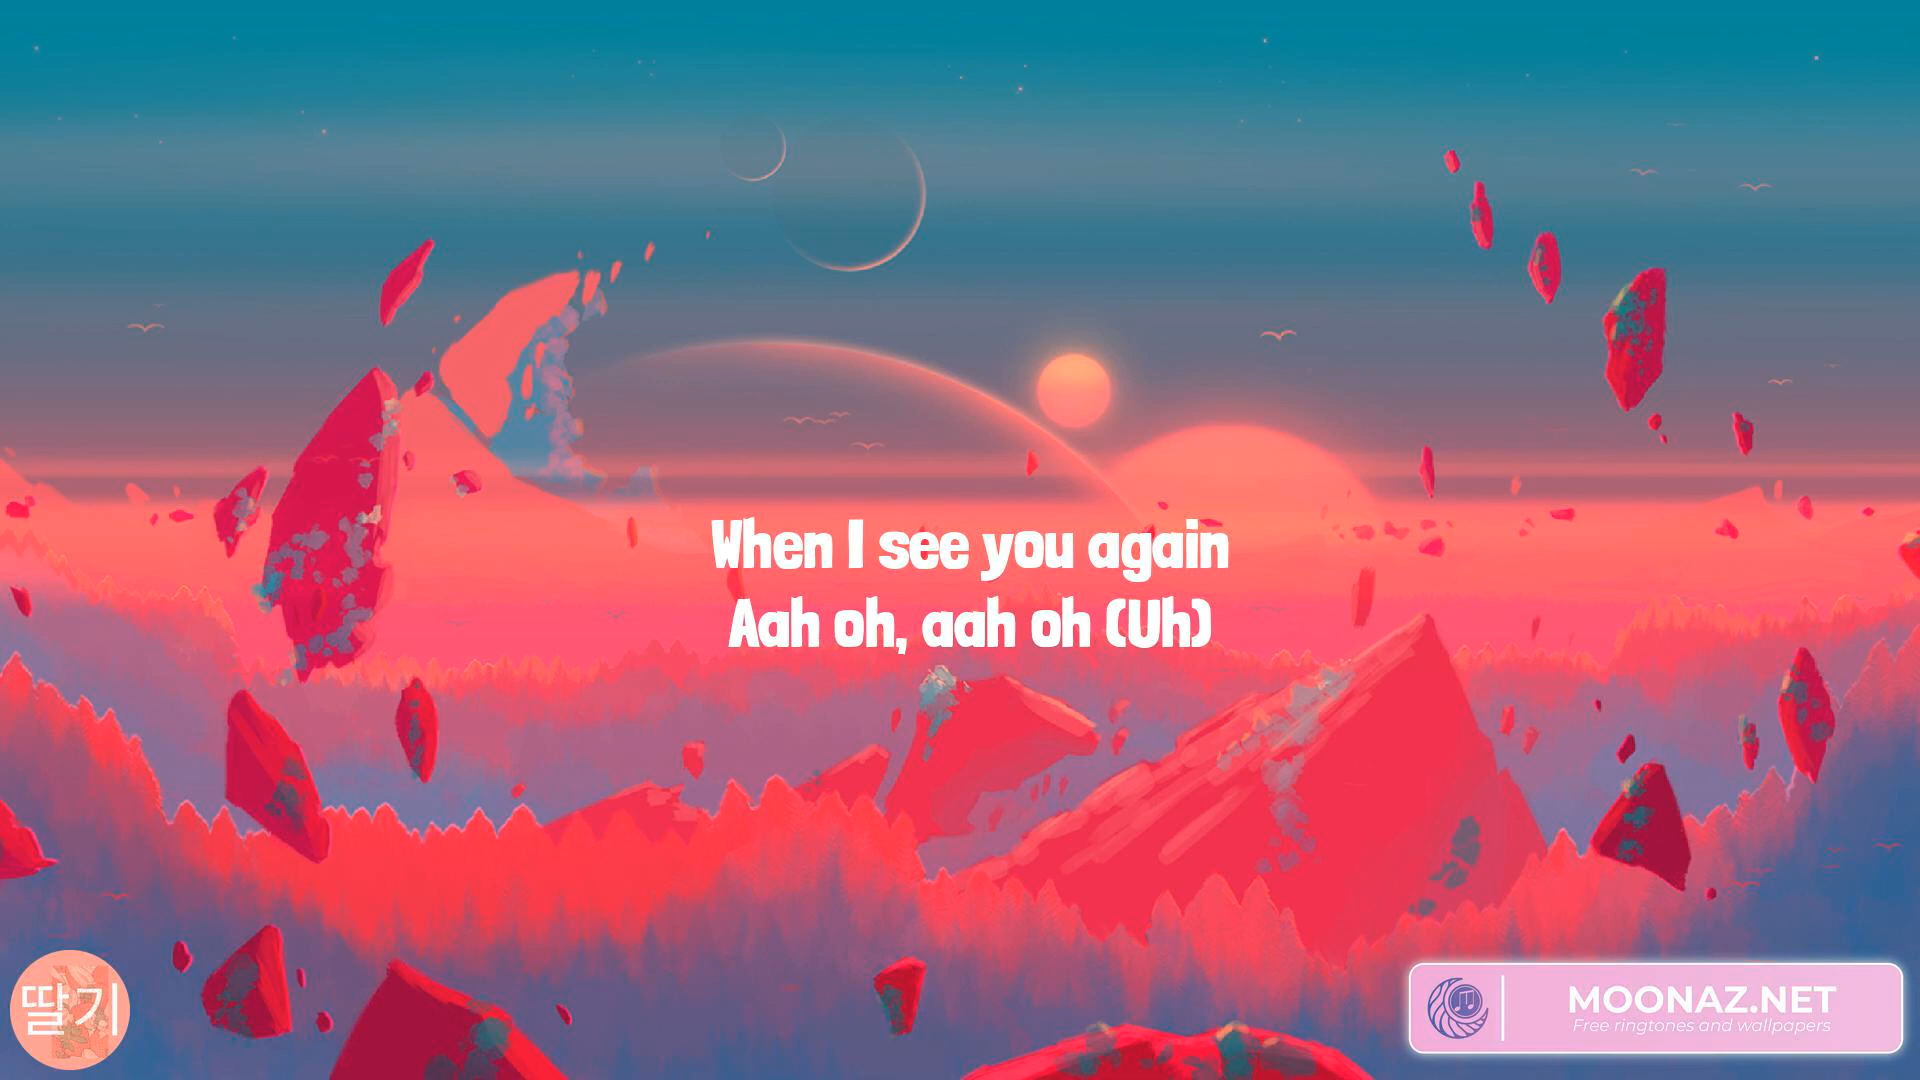 When I see you again
Aah oh, aah oh (Uh)
딸기
MOONAZ.NET
Free ringtones and wallpapers